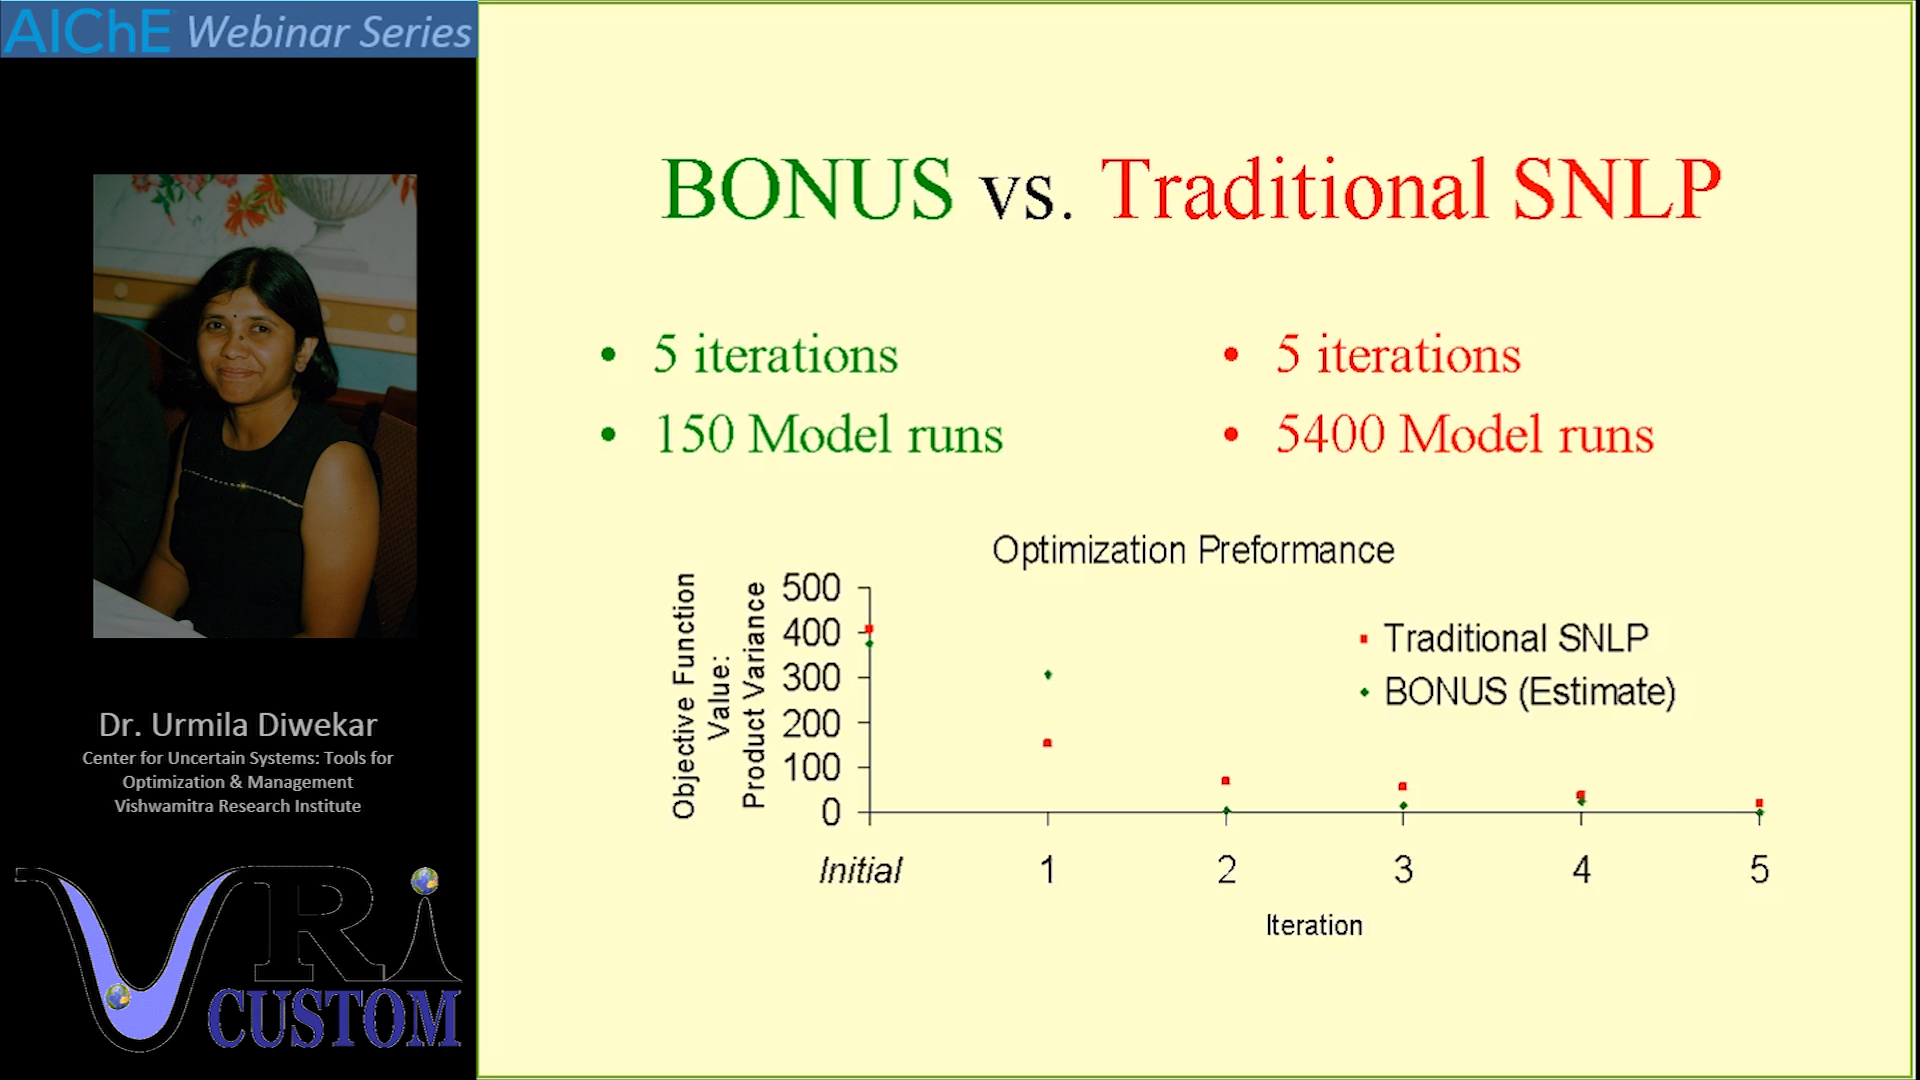 AIChE Webinar Series
BONUS vs. Traditional SNLP
• 5 iterations
• 150 Model runs
• 5 iterations
• 5400 Model runs
Optimization Preformance
Objective Function
Value:
Product Variance
500
400
300
200
100
0
Traditional SNLP
BONUS (Estimate)
Initial 1 2 3 4 5
Iteration
Dr. Urmila Diwekar
Center for Uncertain Systems: Tools for
Optimization & Management
Vishwamitra Research Institute
VRi
CUSTOM